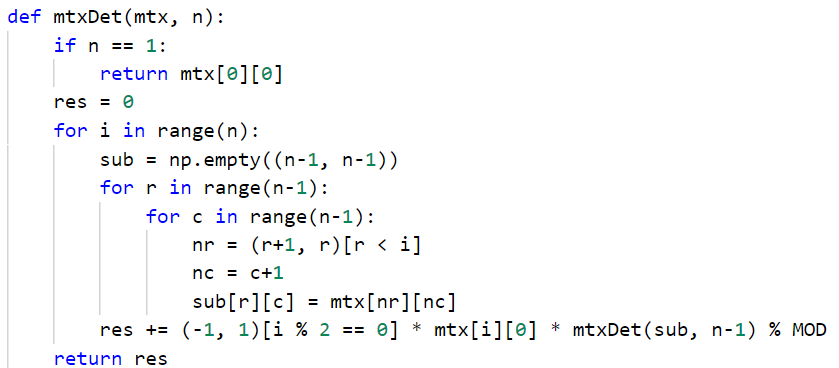 def mtxDet(mtx, n):
    if n == 1:
        return mtx[0][0]
    res = 0
    for i in range(n):
        sub = np.empty((n-1, n-1))
        for r in range(n-1):
            for c in range(n-1):
                nr = (r+1, r)[r < i]
                nc = c+1
                sub[r][c] = mtx[nr][nc]
        res += (-1, 1)[i % 2 == 0] * mtx[i][0] * mtxDet(sub, n-1) % MOD
    return res